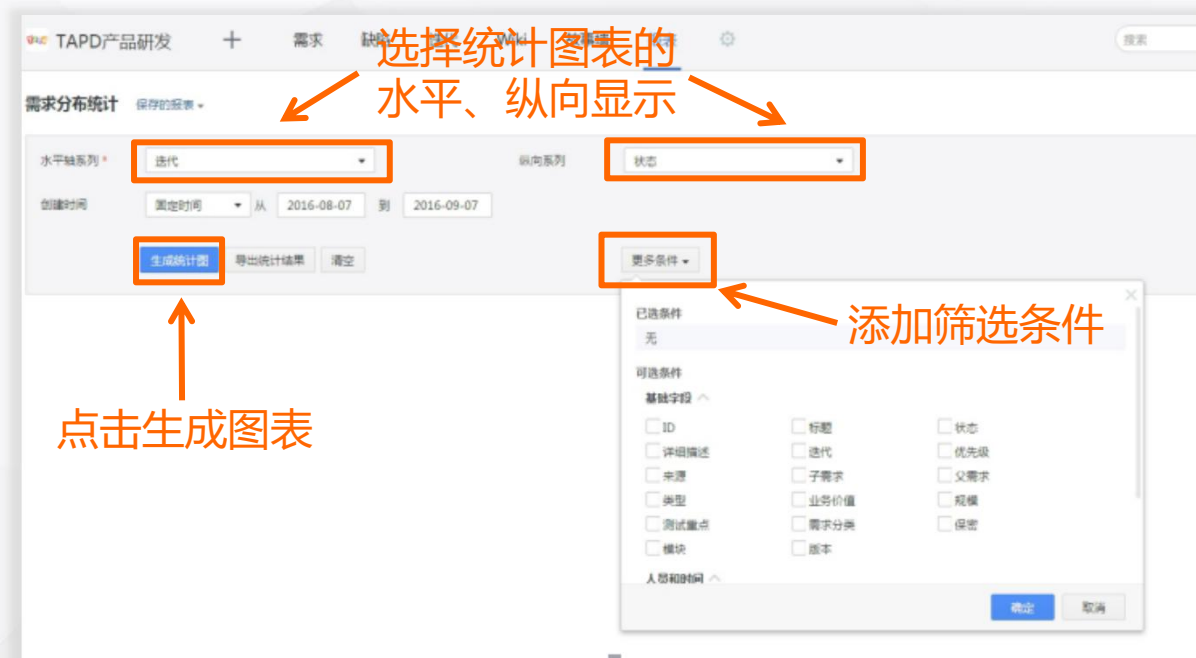 TAPD产品研发 需求 缺陷 Wiki 搜索
选择统计图表的
水平、纵向显示
需求分布统计 保存的报表
水平轴系列 * 迭代 纵向系列 状态
创建时间 固定时间 从 2016-08-07 到 2016-09-07
生成统计图 导出统计结果 清空 更多条件
已选条件
无
添加筛选条件
可选条件
基础字段
ID 标题 状态
详细描述 迭代 优先级
来源 子需求 父需求
类型 业务价值 规模
测试重点 需求分类 保密
模块 版本
人员和时间
确定 取消
点击生成图表